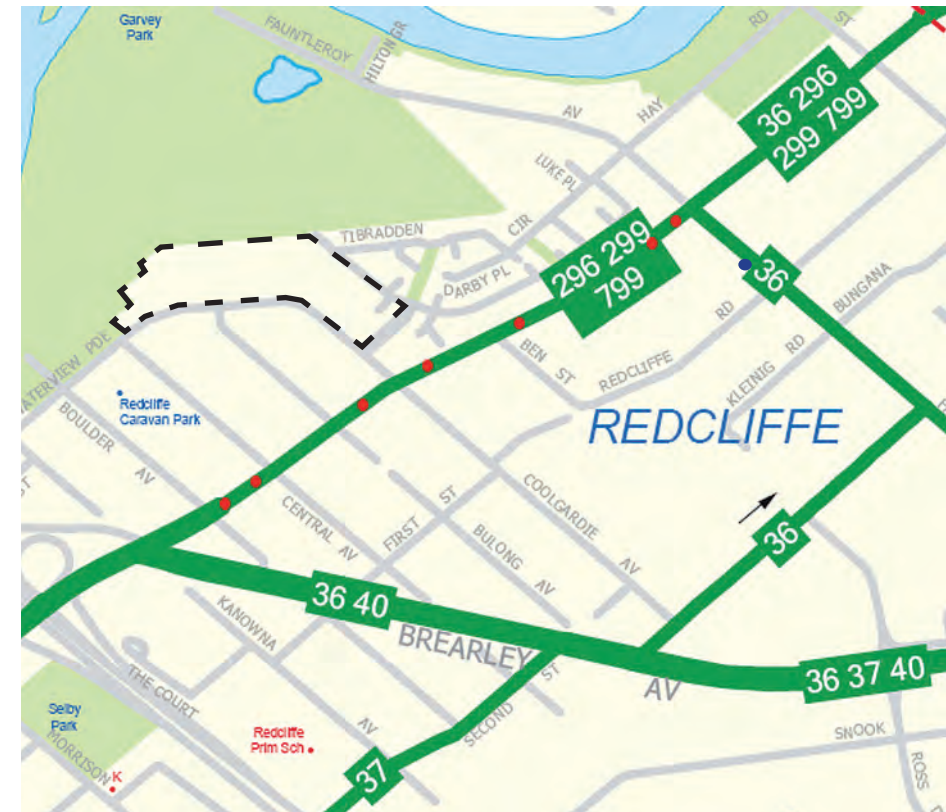 Garvey
Park
FAUNTLEROY
HILTON GR
AV
HAY
RD
ST
36 296
299 799
LUKE PL
CIR
TIBRADDEN
DARBY PL
296 299
799
36
BUNGANA
RD
KLEINIG
RD
BEN ST
REDCLIFFE
REDCLIFFE
WATERVIEW PDE
Redcliffe
Caravan Park
BOULDER
AV
ST
CENTRAL AV
FIRST ST
COOLGARDIE
AV
BULONG
AV
36
36 40
KANOWNA
AV
BREARLEY
AV
36 37 40
THE COURT
SECOND ST
SNOOK
ROSS
Selby
Park
MORRISON
K
Redcliffe
Prim Sch
37